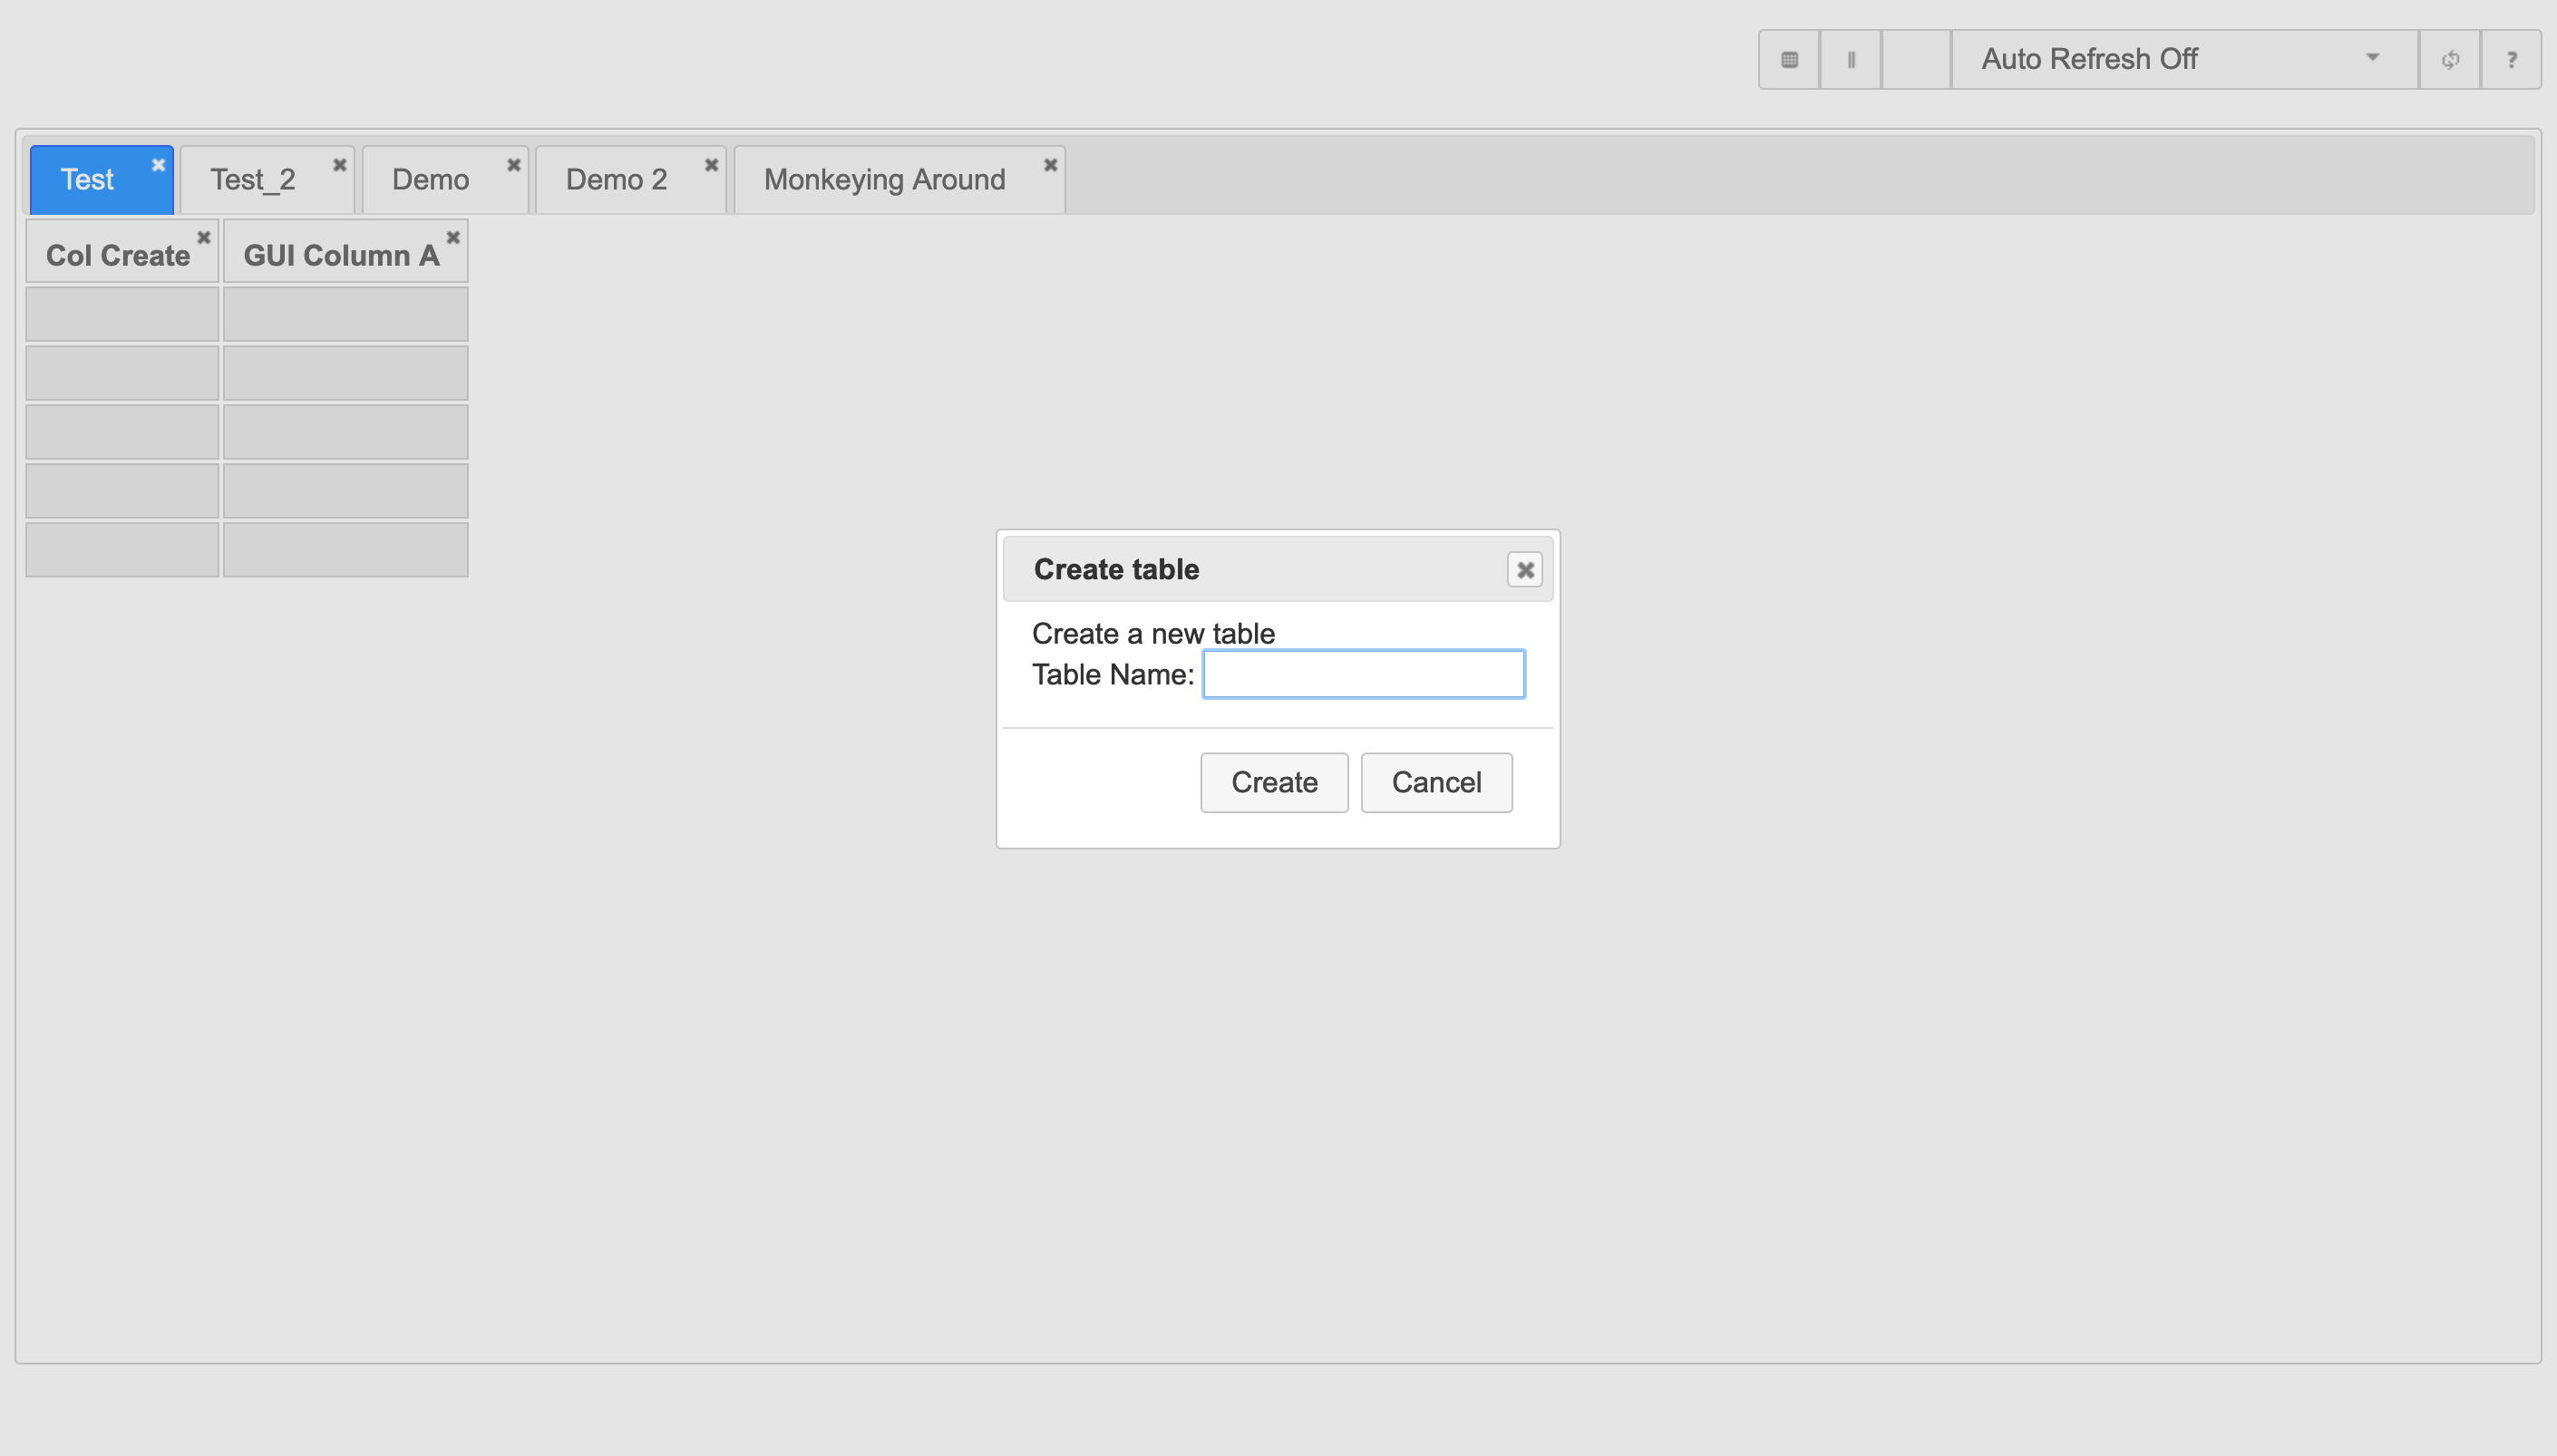 Auto Refresh Off ?
Test Test_2 Demo Demo 2 Monkeying Around
Col Create GUI Column A
Create table
Create a new table
Table Name:
Create Cancel